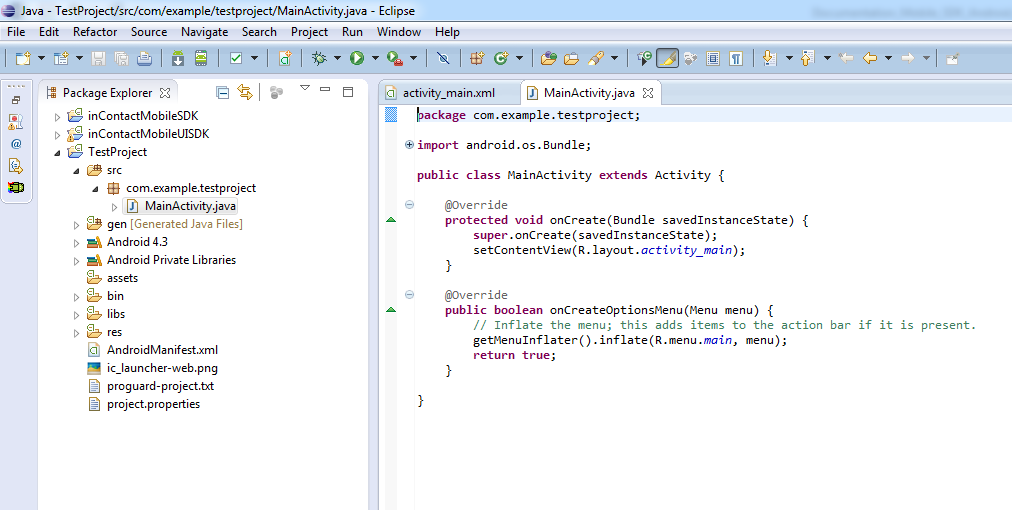 Java - TestProject/src/com/example/testproject/MainActivity.java - Eclipse
File Edit Refactor Source Navigate Search Project Run Window Help
Package Explorer
inContactMobileSDK
inContactMobileUISDK
TestProject
src
com.example.testproject
MainActivity.java
gen [Generated Java Files]
Android 4.3
Android Private Libraries
assets
bin
libs
res
AndroidManifest.xml
ic_launcher-web.png
proguard-project.txt
project.properties
activity_main.xml MainActivity.java
package com.example.testproject;
import android.os.Bundle;
public class MainActivity extends Activity {
@Override
protected void onCreate(Bundle savedInstanceState) {
super.onCreate(savedInstanceState);
setContentView(R.layout.activity_main);
}
@Override
public boolean onCreateOptionsMenu(Menu menu) {
// Inflate the menu; this adds items to the action bar if it is present.
getMenuInflater().inflate(R.menu.main, menu);
return true;
}
}